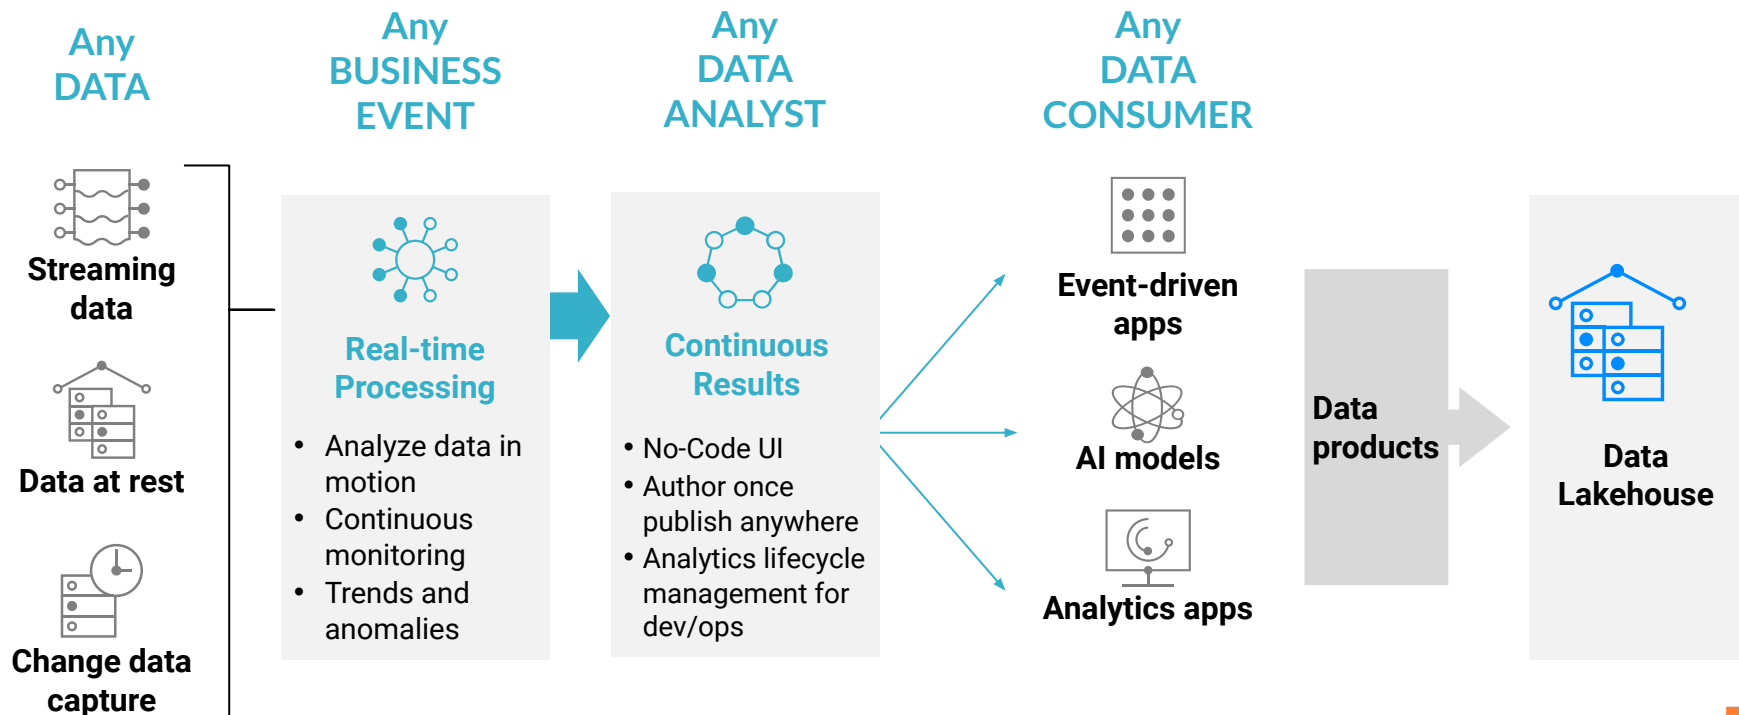 Any
DATA
Any
BUSINESS
EVENT
Any
DATA
ANALYST
Any
DATA
CONSUMER
Streaming
data
Data at rest
Change data
capture
Real-time
Processing
• Analyze data in
motion
• Continuous
monitoring
• Trends and
anomalies
Continuous
Results
• No-Code UI
• Author once
publish anywhere
• Analytics lifecycle
management for
dev/ops
Event-driven
apps
AI models
Analytics apps
Data
products
Data
Lakehouse